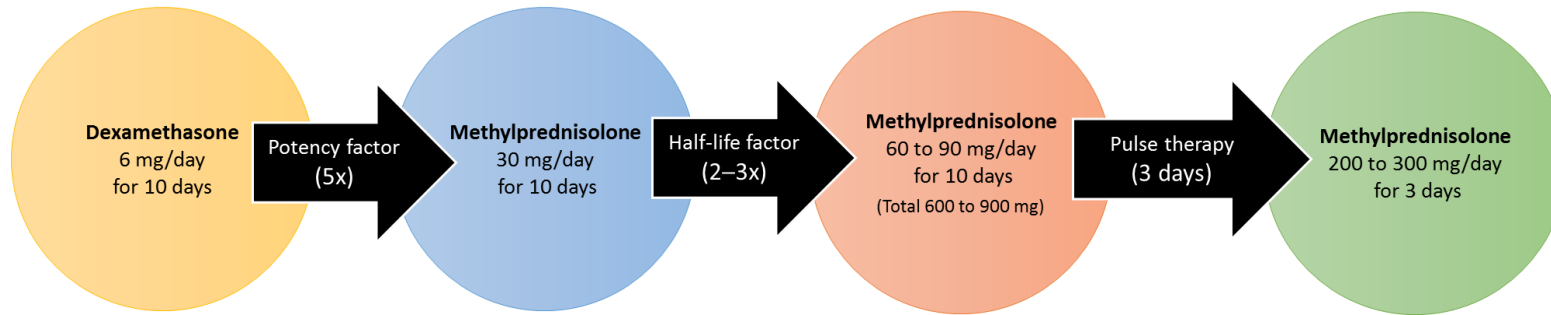 Dexamethasone
6 mg/day
for 10 days
Potency factor
(5x)
Methylprednisolone
30 mg/day
for 10 days
Half-life factor
(2–3x)
Methylprednisolone
60 to 90 mg/day
for 10 days
(Total 600 to 900 mg)
Pulse therapy
(3 days)
Methylprednisolone
200 to 300 mg/day
for 3 days